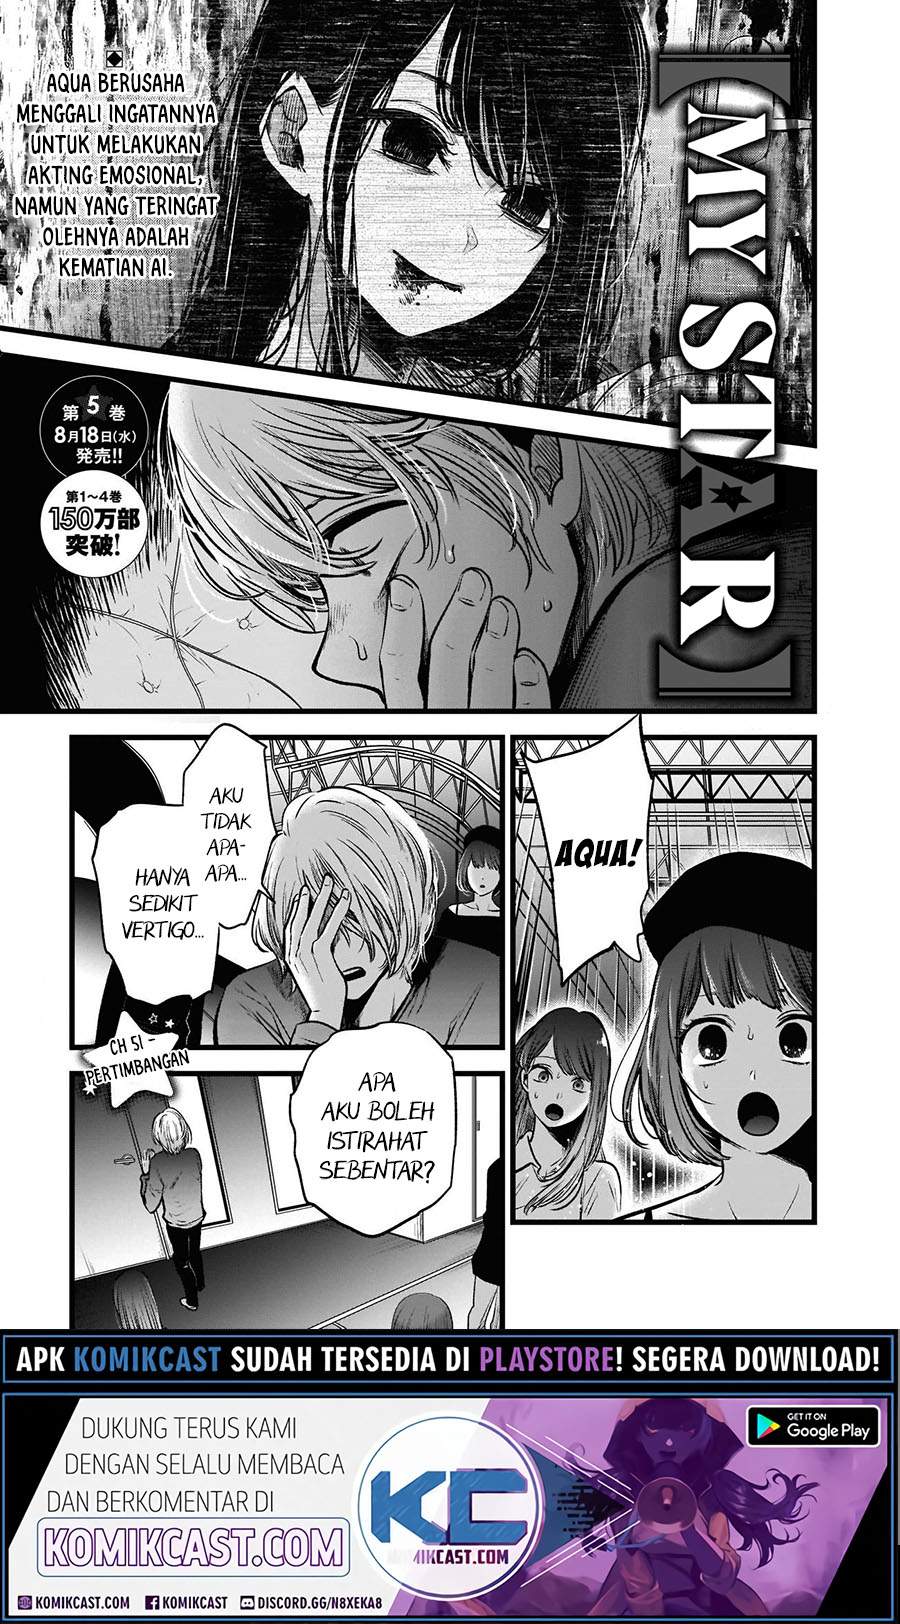 AQUA BERUSAHA
MENGGALI INGATANNYA
UNTUK MELAKUKAN
AKTING EMOSIONAL,
NAMUN YANG TERINGAT
OLEHNYA ADALAH
KEMATIAN AI.
【MY STAR】
第5巻
8月18日(水)
発売!!
第1〜4巻
150万部
突破!
AQUA!
AKU
TIDAK
APA-
APA...
HANYA
SEDIKIT
VERTIGO...
CH 51 -
PERTIMBANGAN
APA
AKU BOLEH
ISTIRAHAT
SEBENTAR?
APK KOMIKCAST SUDAH TERSEDIA DI PLAYSTORE! SEGERA DOWNLOAD!
DUKUNG TERUS KAMI
DENGAN SELALU MEMBACA
DAN BERKOMENTAR DI
KOMIKCAST.COM
KC
MIKCAST.COM
GET IT ON
Google Play
KOMIKCAST.COM
KOMIKCAST
DISCORD.GG/N8XEKA8